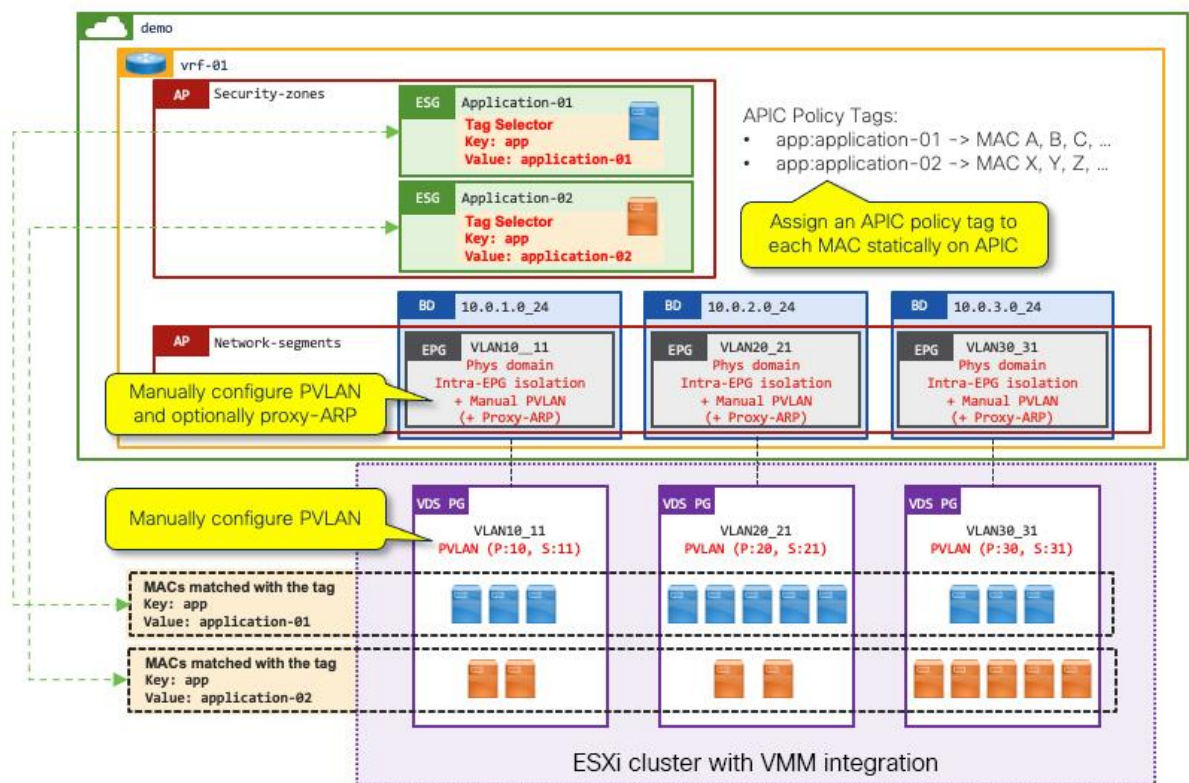 demo
vrf-01
AP Security-zones
ESG Application-01
Tag Selector
Key: app
Value: application-01
ESG Application-02
Tag Selector
Key: app
Value: application-02
APIC Policy Tags:
• app:application-01 -> MAC A, B, C, …
• app:application-02 -> MAC X, Y, Z, …
Assign an APIC policy tag to
each MAC statically on APIC
BD 10.0.1.0_24
BD 10.0.2.0_24
BD 10.0.3.0_24
AP Network-segments
EPG VLAN10__11
Phys domain
Intra-EPG isolation
+ Manual PVLAN
(+ Proxy-ARP)
EPG VLAN20_21
Phys domain
Intra-EPG isolation
+ Manual PVLAN
(+ Proxy-ARP)
EPG VLAN30_31
Phys domain
Intra-EPG isolation
+ Manual PVLAN
(+ Proxy-ARP)
Manually configure PVLAN
and optionally proxy-ARP
Manually configure PVLAN
VDS PG
VLAN10_11
PVLAN (P:10, S:11)
VDS PG
VLAN20_21
PVLAN (P:20, S:21)
VDS PG
VLAN30_31
PVLAN (P:30, S:31)
MACs matched with the tag
Key: app
Value: application-01
MACs matched with the tag
Key: app
Value: application-02
ESXi cluster with VMM integration